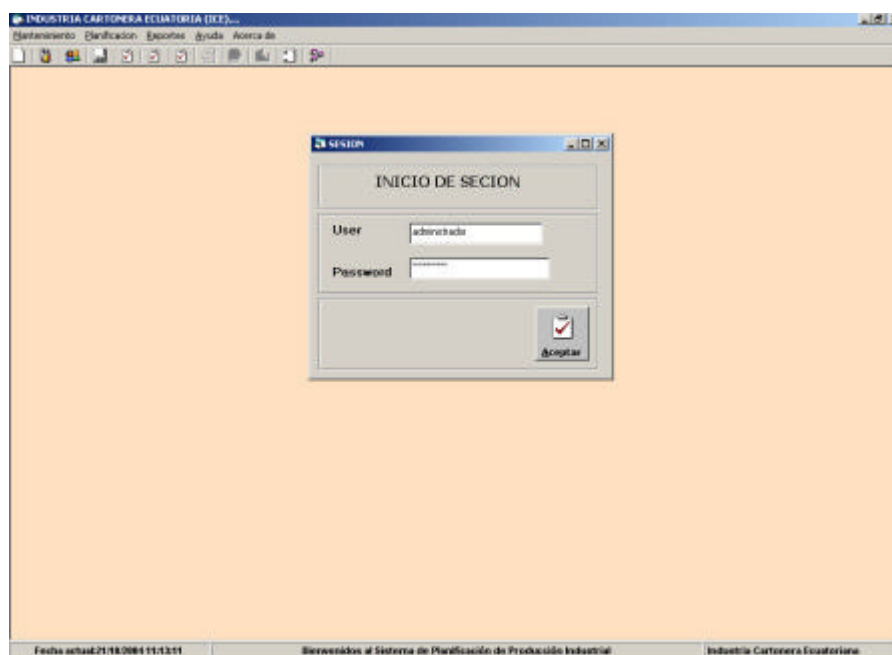 INDUSTRIA CARTONERA ECUATORIA (ICE)...
Mantenimiento Planificacion Reportes Ayuda Acerca de
SESION
INICIO DE SECION
User
Password
Aceptar
Fecha actual:21/10/2004 11:13:11 Bienvenidos al Sistema de Planificación de Producción Industrial Industria Cartonera Ecuatoriana